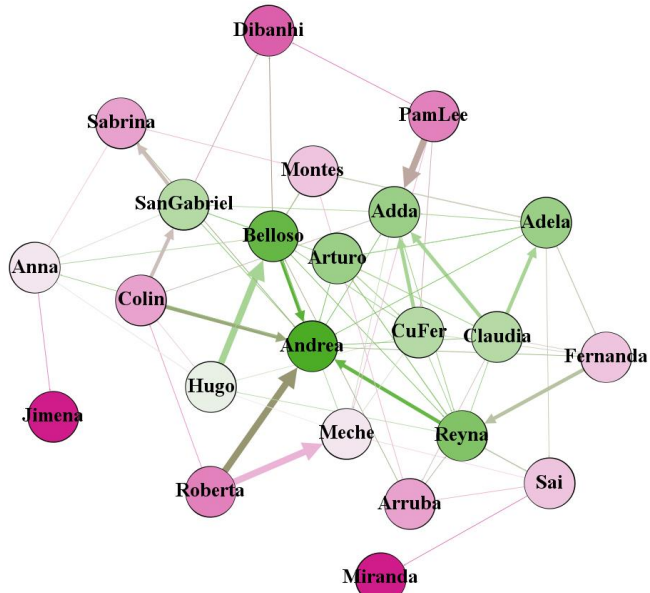 Dibanhi
Sabrina
PamLee
Montes
SanGabriel
Adda
Adela
Belloso
Arturo
Anna
Colin
CuFer
Claudia
Andrea
Fernanda
Hugo
Jimena
Meche
Reyna
Roberta
Arruba
Sai
Miranda